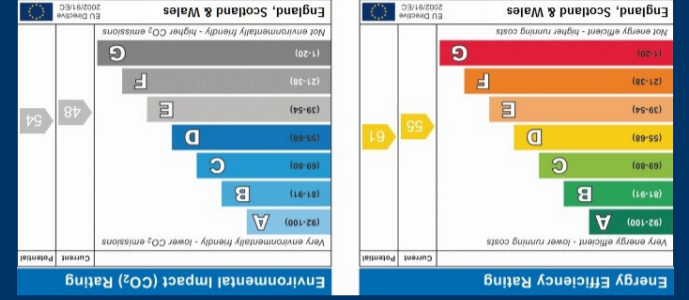 Energy Efficiency Rating
Current Potential
Very energy efficient - lower running costs
(92-100) A
(81-91) B
(69-80) C
(55-68) D
55 61
(39-54) E
(21-38) F
(1-20) G
Not energy efficient - higher running costs
England, Scotland & Wales
EU Directive
2002/91/EC
Environmental Impact (CO₂) Rating
Current Potential
Very environmentally friendly - lower CO₂ emissions
(92-100) A
(81-91) B
(69-80) C
(55-68) D
(39-54) E
48 54
(21-38) F
(1-20) G
Not environmentally friendly - higher CO₂ emissions
England, Scotland & Wales
EU Directive
2002/91/EC